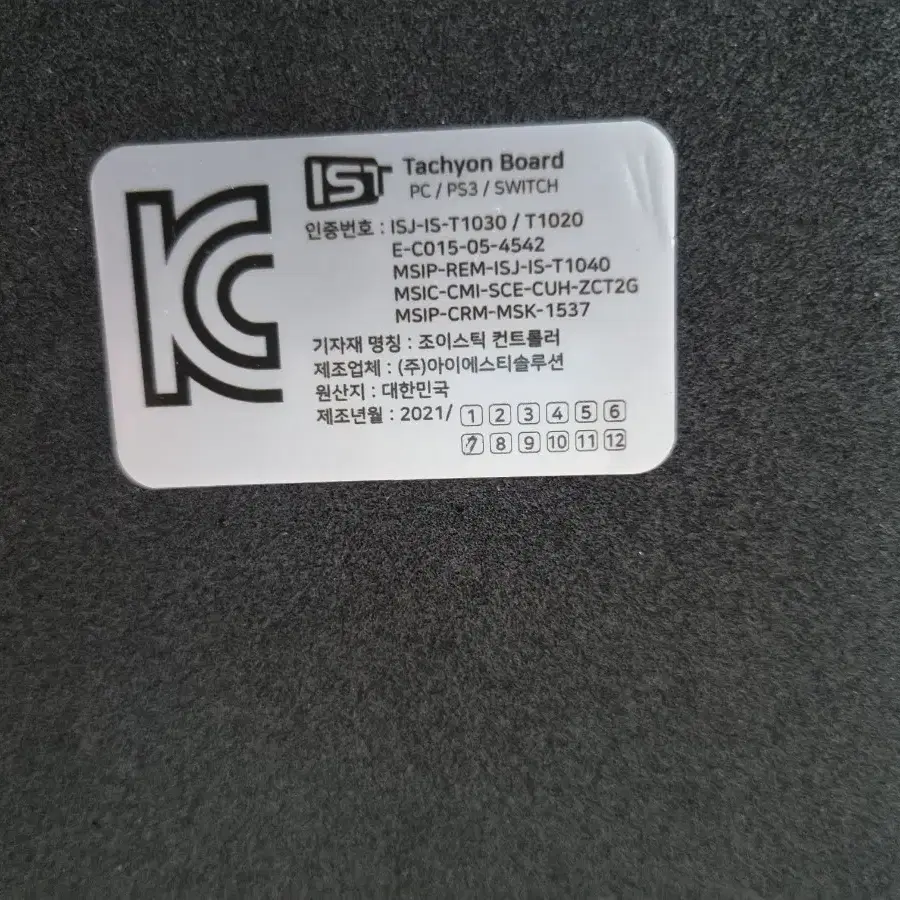 KC
IST Tachyon Board
PC / PS3 / SWITCH
인증번호 : ISJ-IS-T1030 / T1020
E-C015-05-4542
MSIP-REM-ISJ-IS-T1040
MSIC-CMI-SCE-CUH-ZCT2G
MSIP-CRM-MSK-1537
기자재 명칭 : 조이스틱 컨트롤러
제조업체 : (주)아이에스티솔루션
원산지 : 대한민국
제조년월 : 2021/ 1 2 3 4 5 6
7 8 9 10 11 12